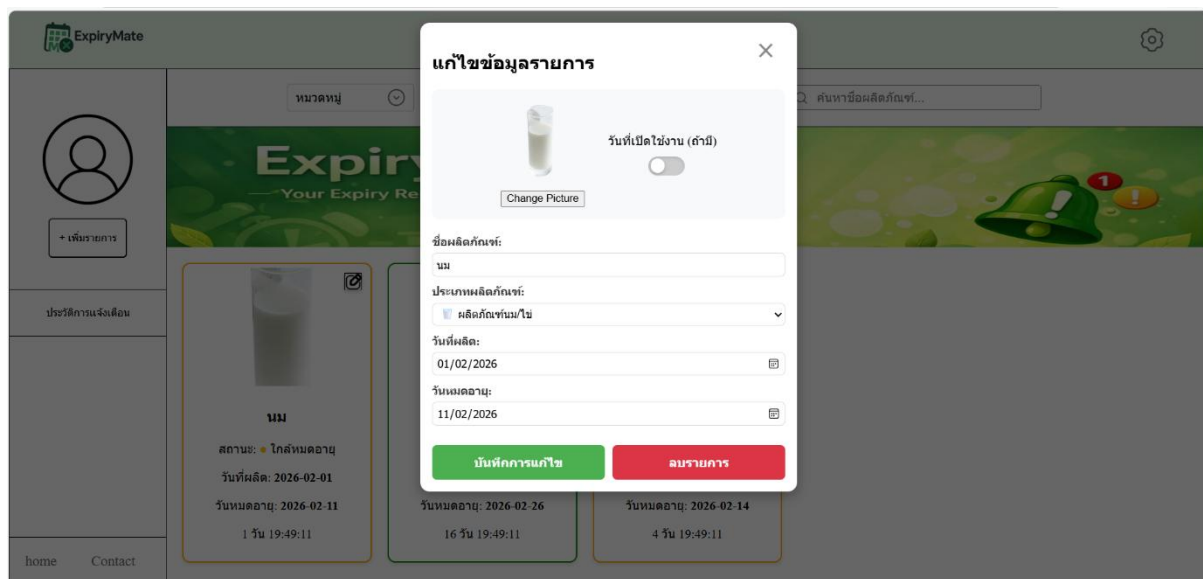 ExpiryMate
หมวดหมู่
ค้นหาชื่อผลิตภัณฑ์...
+ เพิ่มรายการ
ประวัติการแจ้งเตือน
home Contact
Expir
Your Expiry Re
1
นม
สถานะ: ใกล้หมดอายุ
วันที่ผลิต: 2026-02-01
วันหมดอายุ: 2026-02-11
1 วัน 19:49:11
วันหมดอายุ: 2026-02-26
16 วัน 19:49:11
วันหมดอายุ: 2026-02-14
4 วัน 19:49:11
แก้ไขข้อมูลรายการ
วันที่เปิดใช้งาน (ถ้ามี)
Change Picture
ชื่อผลิตภัณฑ์:
นม
ประเภทผลิตภัณฑ์:
ผลิตภัณฑ์นม/ไข่
วันที่ผลิต:
01/02/2026
วันหมดอายุ:
11/02/2026
บันทึกการแก้ไข
ลบรายการ